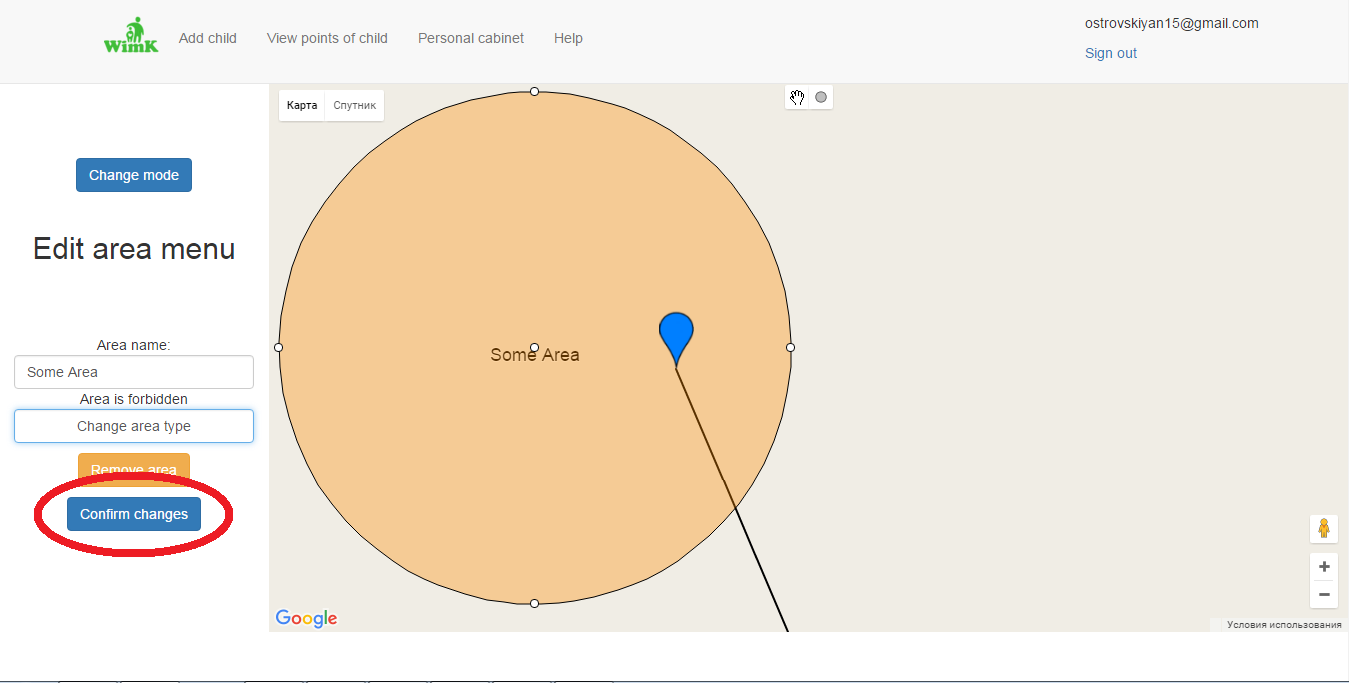 wimk
Add child
View points of child
Personal cabinet
Help
ostrovskiyan15@gmail.com
Sign out
Change mode
Edit area menu
Area name:
Some Area
Area is forbidden
Change area type
Remove area
Confirm changes
Карта
Спутник
Some Area
Google
Условия использования